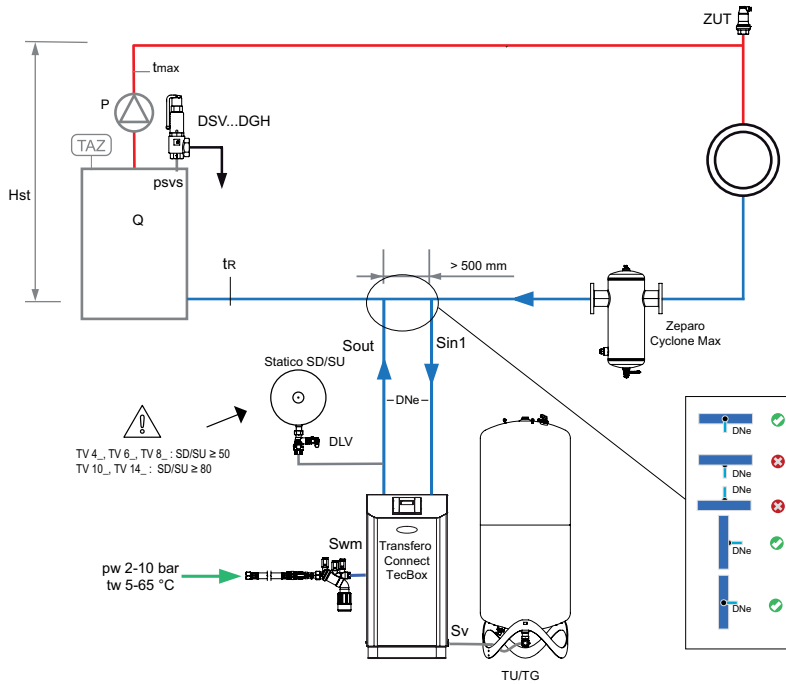 ZUT
tmax
P
DSV...DGH
TAZ
psvs
Hst
Q
tR
> 500 mm
Zeparo
Cyclone Max
Sout
Sin1
Statico SD/SU
DNe
DLV
TV 4_, TV 6_, TV 8_ : SD/SU ≥ 50
TV 10_, TV 14_ : SD/SU ≥ 80
DNe
DNe
DNe
DNe
DNe
Swm
Transfero
Connect
TecBox
pw 2-10 bar
tw 5-65 °C
Sv
TU/TG